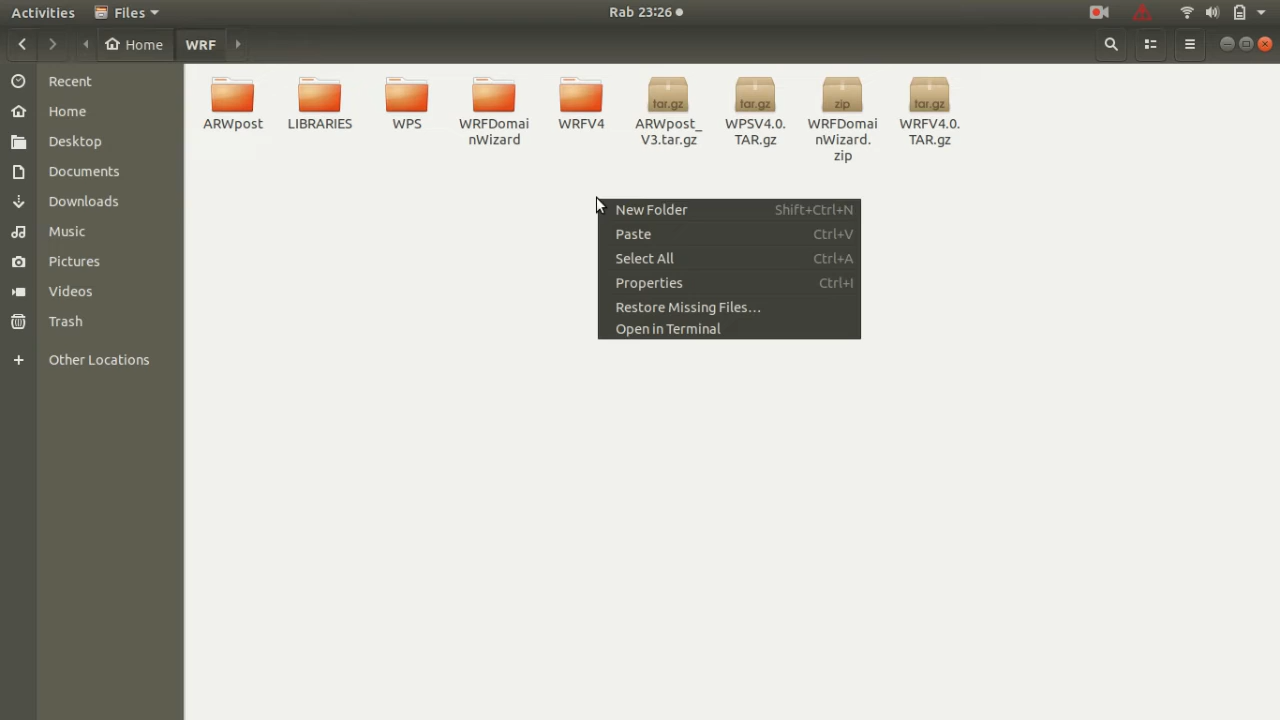 Activities Files Rab 23:26
Home WRF
Recent
Home
Desktop
Documents
Downloads
Music
Pictures
Videos
Trash
Other Locations
ARWpost
LIBRARIES
WPS
WRFDomai
nWizard
WRFV4
tar.gz
ARWpost_
V3.tar.gz
tar.gz
WPSV4.0.
TAR.gz
zip
WRFDomai
nWizard.
zip
tar.gz
WRFV4.0.
TAR.gz
New Folder Shift+Ctrl+N
Paste Ctrl+V
Select All Ctrl+A
Properties Ctrl+I
Restore Missing Files…
Open in Terminal